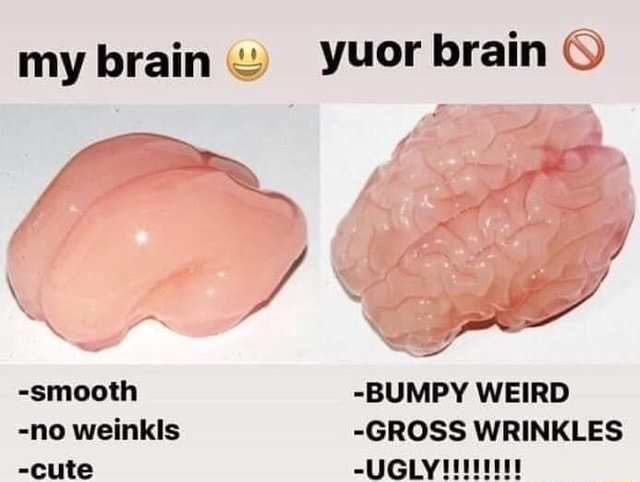 my brain 😃
yuor brain 🚫
-smooth
-no weinkls
-cute
-BUMPY WEIRD
-GROSS WRINKLES
-UGLY!!!!!!!!